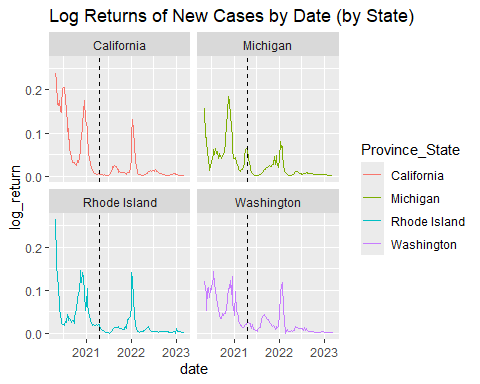 Log Returns of New Cases by Date (by State)
California
Michigan
0.2
0.1
0.0
Rhode Island
Washington
0.2
0.1
0.0
2021 2022 2023
2021 2022 2023
log_return
date
Province_State
California
Michigan
Rhode Island
Washington